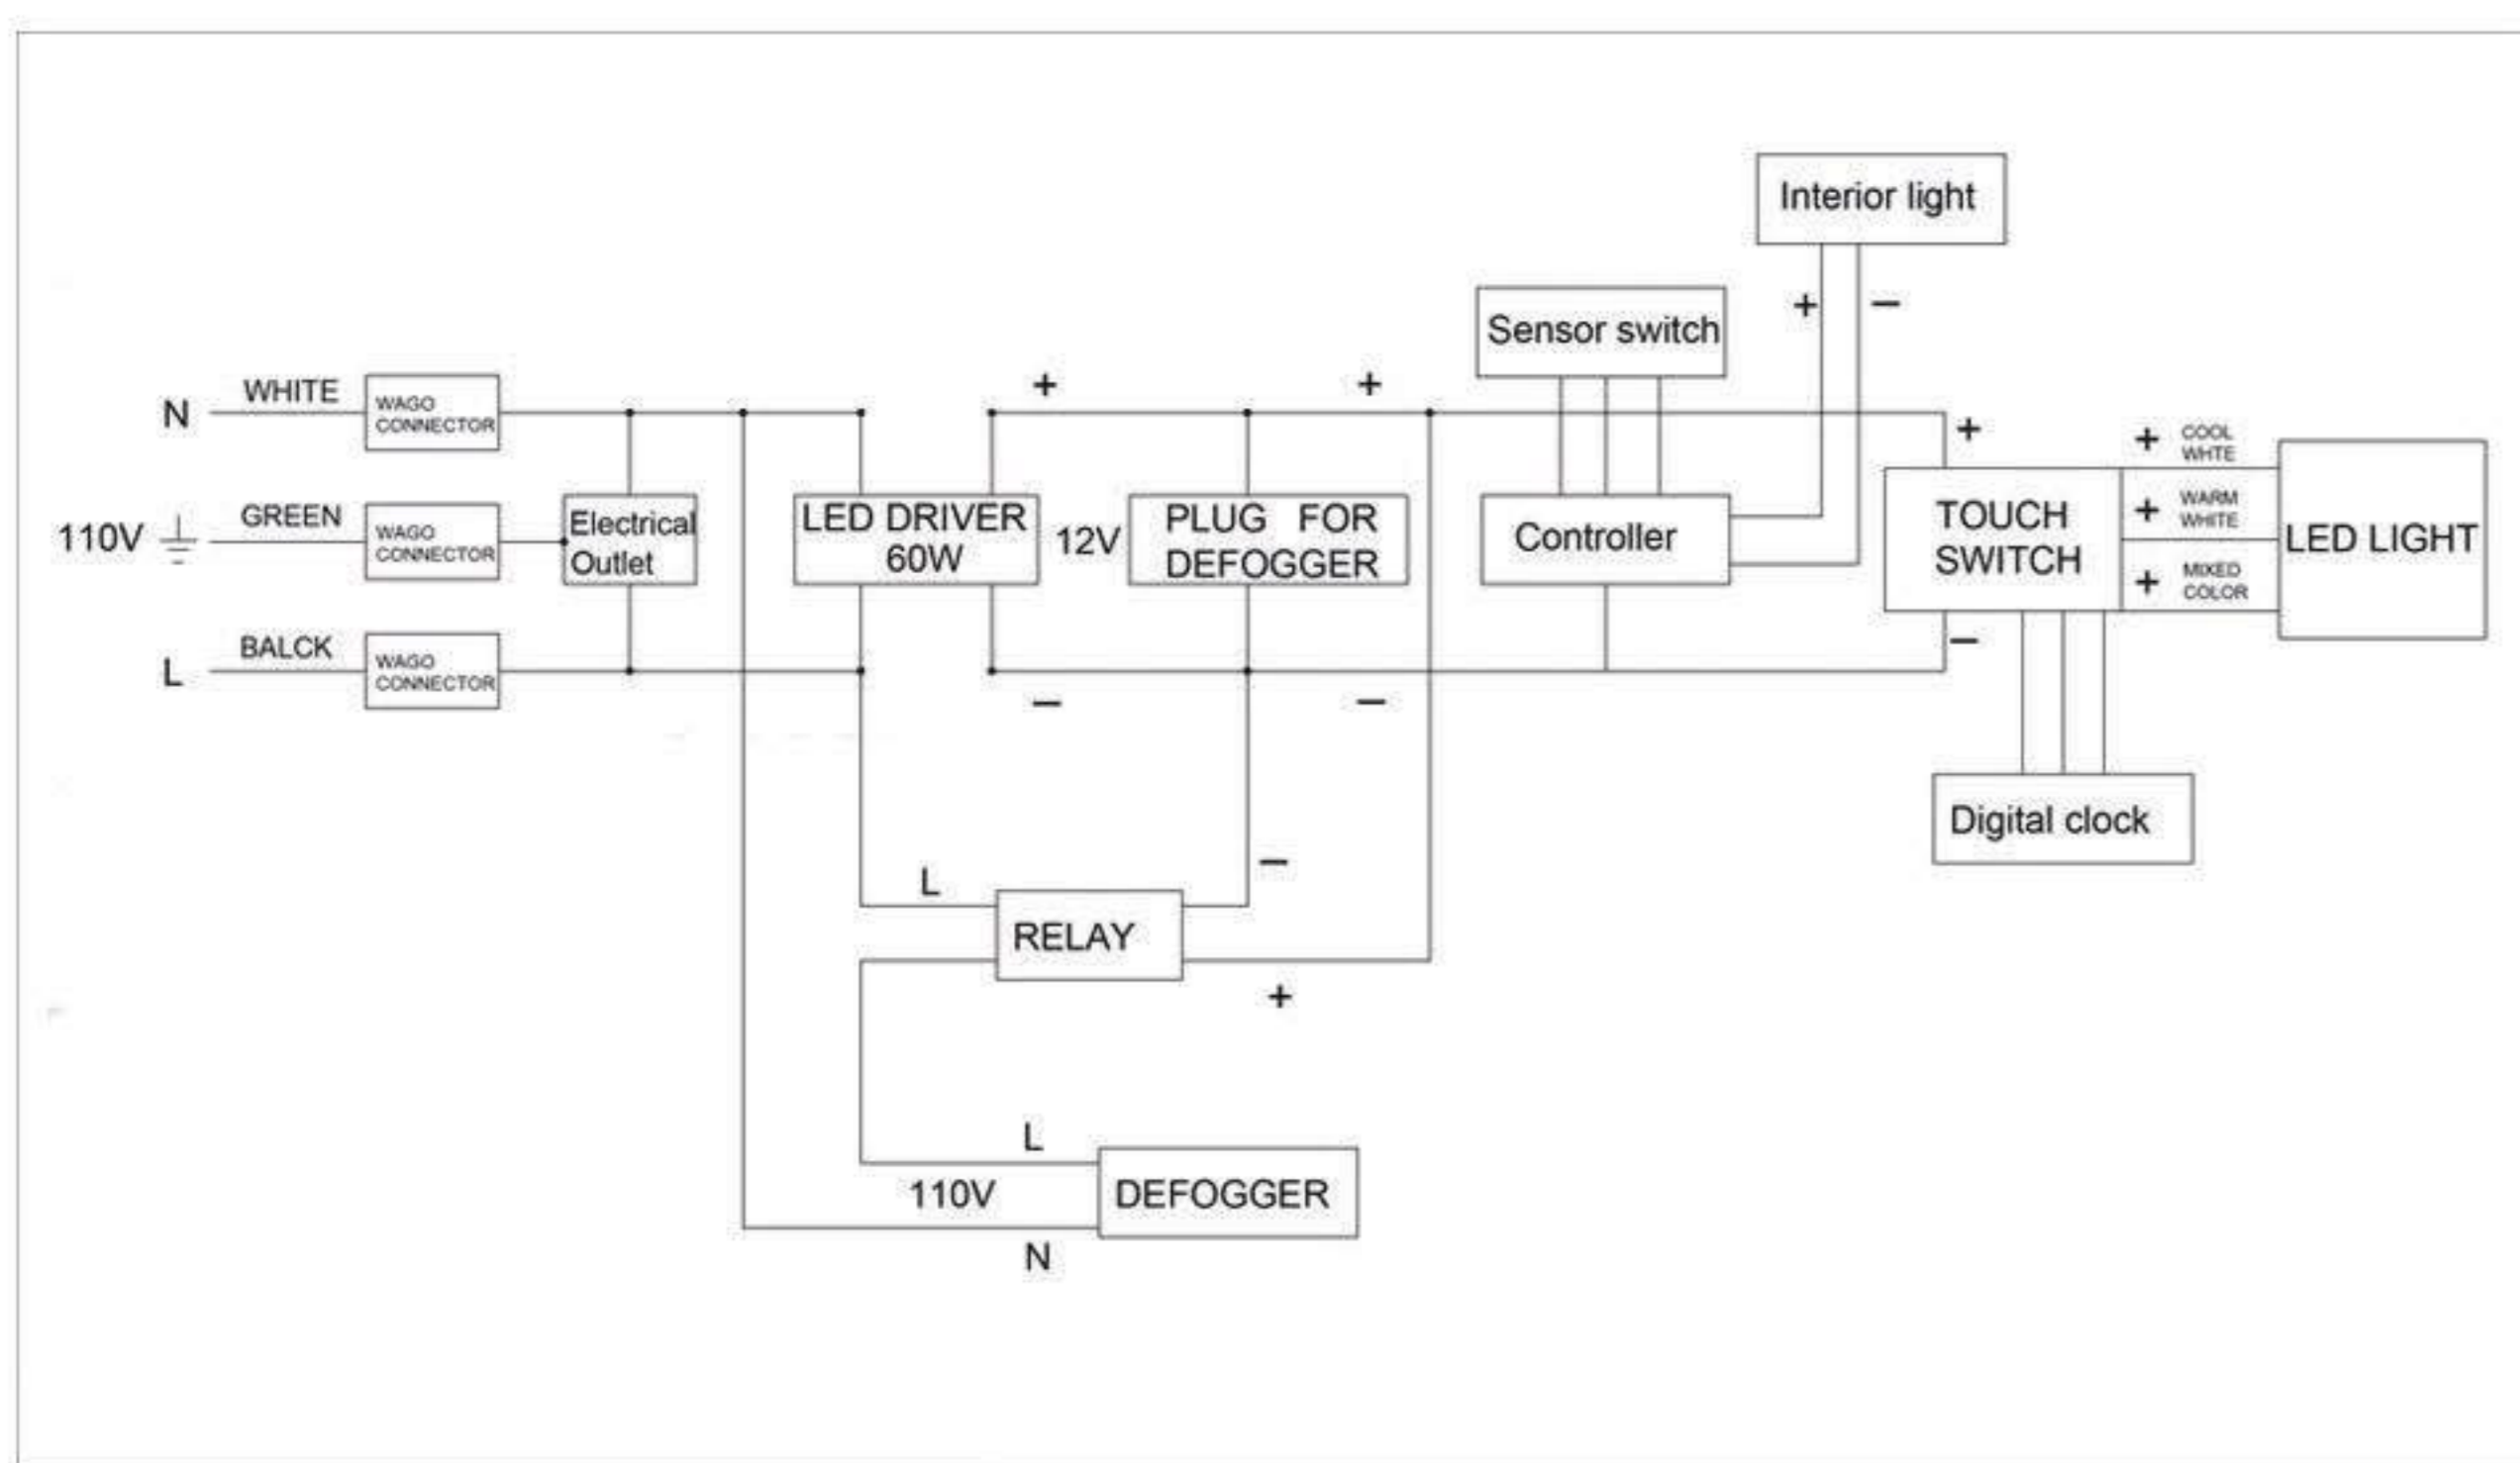 Interior light
Sensor switch
+
−
N
WHITE
WAGO
CONNECTOR
+
+
+
110V
GREEN
WAGO
CONNECTOR
Electrical
Outlet
LED DRIVER
60W
12V
PLUG FOR
DEFOGGER
Controller
TOUCH
SWITCH
+
COOL
WHTE
+
WARM
WHITE
+
MIXED
COLOR
LED LIGHT
L
BALCK
WAGO
CONNECTOR
−
−
−
Digital clock
L
RELAY
−
+
L
110V
N
DEFOGGER